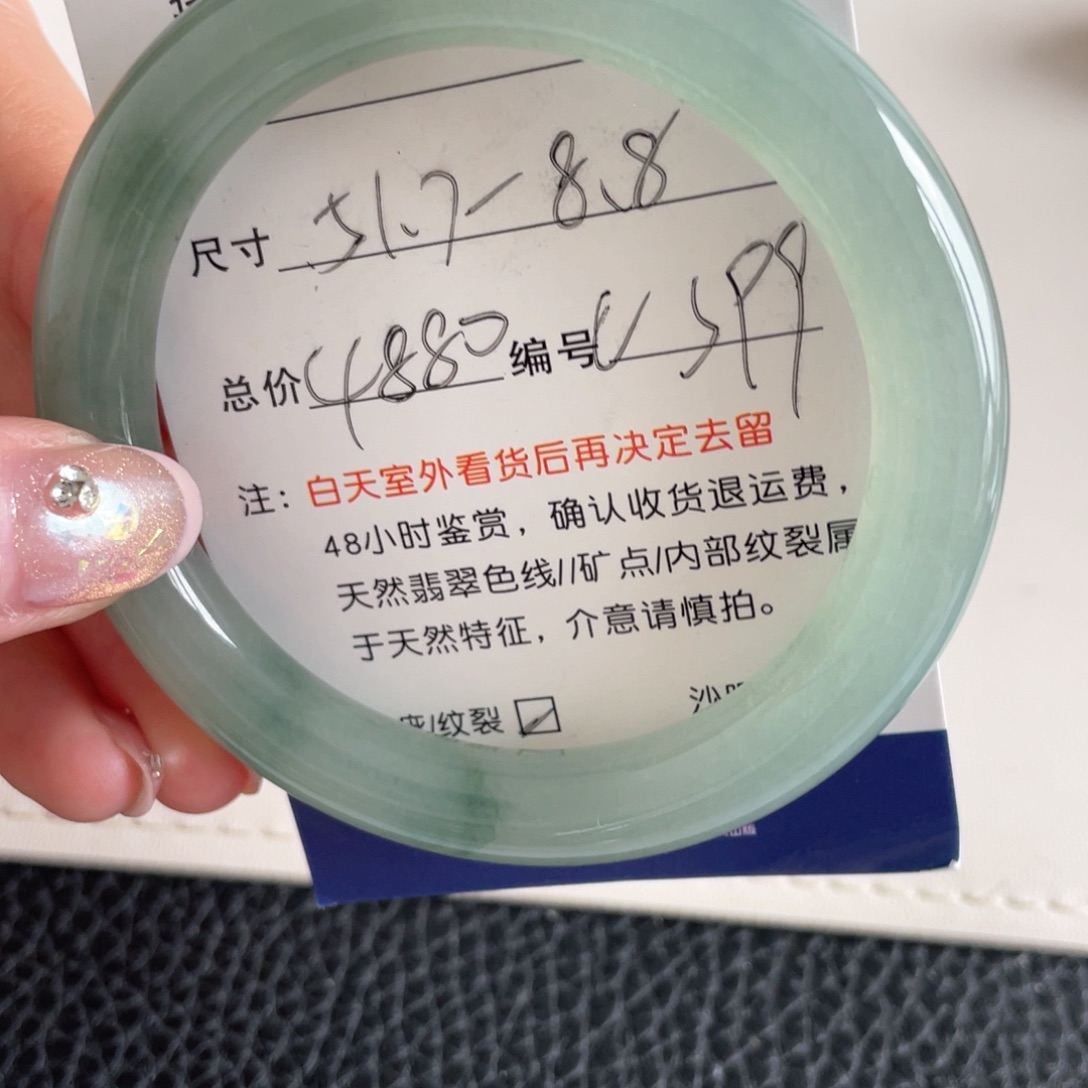 尺寸 51.7-8.8
总价 4880 编号
注：白天室外看货后再决定去留
48小时鉴赏，确认收货退运费，
天然翡翠色线//矿点/内部纹裂属
于天然特征，介意请慎拍。
/纹裂 ☑